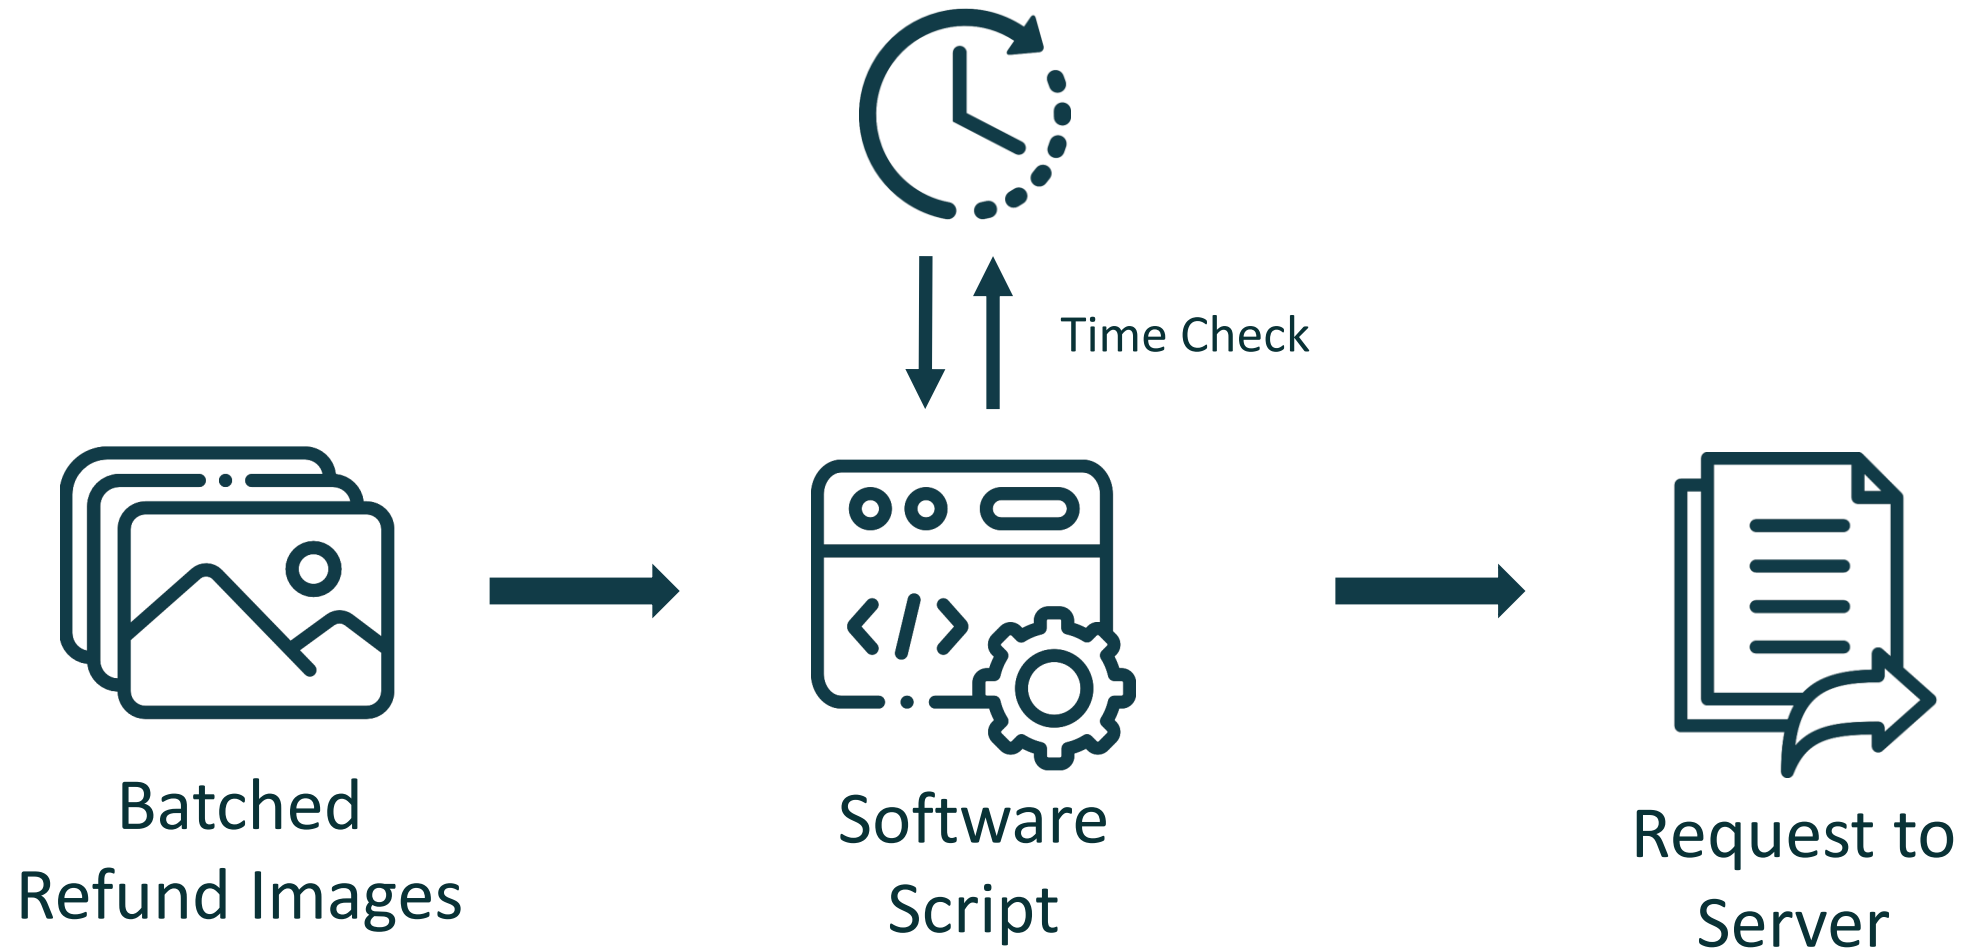 Time Check
Batched
Refund Images
Software
Script
Request to
Server